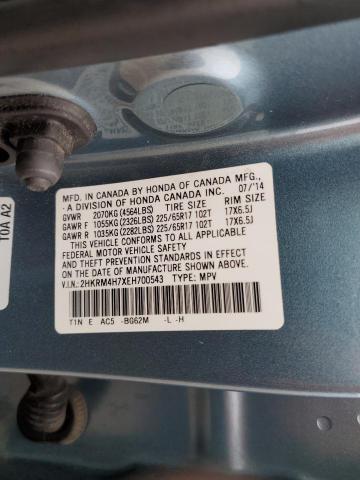 MFD. IN CANADA BY HONDA OF CANADA MFG.,
- A DIVISION OF HONDA CANADA INC. 07/'14
GVWR 2070KG (4564LBS) TIRE SIZE RIM SIZE
GAWR F 1055KG (2326LBS) 225/65R17 102T 17X6.5J
GAWR R 1035KG (2282LBS) 225/65R17 102T 17X6.5J
THIS VEHICLE CONFORMS TO ALL APPLICABLE
FEDERAL MOTOR VEHICLE SAFETY
AND THEFT PREVENTION STANDARDS IN EFFECT ON THE
DATE OF MANUFACTURE SHOWN ABOVE.
V.I.N.: 2HKRM4H7XEH700543 TYPE: MPV
T1N E AC5 -BG62M -L -H
T0A A2